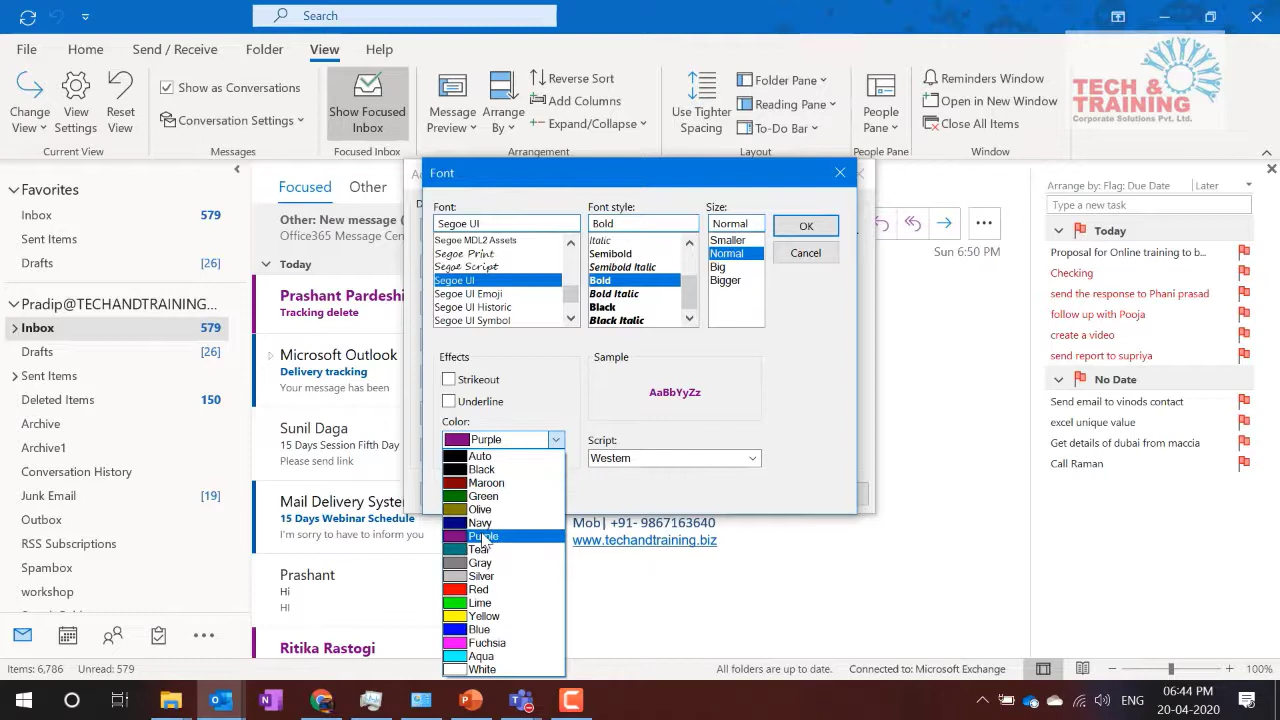 Search
File
Home
Send / Receive
Folder
View
Help
Change View
View Settings
Reset View
Current View
Show as Conversations
Conversation Settings
Messages
Show Focused Inbox
Focused Inbox
Message Preview
Arrange By
Reverse Sort
Add Columns
Expand/Collapse
Arrangement
Use Tighter Spacing
Folder Pane
Reading Pane
To-Do Bar
Layout
People Pane
People Pane
Reminders Window
Open in New Window
Close All Items
Window
TECH &
TRAINING
Corporate Solutions Pvt. Ltd.
Favorites
Inbox 579
Sent Items
Drafts [26]
Pradip@TECHANDTRAINING...
Inbox 579
Drafts [26]
Sent Items
Deleted Items 150
Archive
Archive1
Conversation History
Junk Email [19]
Outbox
RSS Subscriptions
Spambox
workshop
Focused
Other
Other: New message (
Office365 Message Cen
Today
Prashant Pardeshi
Tracking delete
Microsoft Outlook
Delivery tracking
Your message has been
Sunil Daga
15 Days Session Fifth Day
Please send link
Mail Delivery System
15 Days Webinar Schedule
I'm sorry to have to inform you
Prashant
Hi
HI
Ritika Rastogi
Font
Font:
Segoe UI
Segoe MDL2 Assets
Segoe Print
Segoe Script
Segoe UI
Segoe UI Emoji
Segoe UI Historic
Segoe UI Symbol
Font style:
Bold
Italic
Semibold
Semibold Italic
Bold
Bold Italic
Black
Black Italic
Size:
Normal
Smaller
Normal
Big
Bigger
OK
Cancel
Effects
Strikeout
Underline
Color:
Purple
Auto
Black
Maroon
Green
Olive
Navy
Purple
Teal
Gray
Silver
Red
Lime
Yellow
Blue
Fuchsia
Aqua
White
Sample
AaBbYyZz
Script:
Western
Sun 6:50 PM
Mob| +91- 9867163640
www.techandtraining.biz
Arrange by: Flag: Due Date
Later
Type a new task
Today
Proposal for Online training to b...
Checking
send the response to Phani prasad
follow up with Pooja
create a video
send report to supriya
No Date
Send email to vinods contact
excel unique value
Get details of dubai from maccia
Call Raman
Items: 6,786
Unread: 579
All folders are up to date.
Connected to: Microsoft Exchange
100%
ENG
06:44 PM
20-04-2020